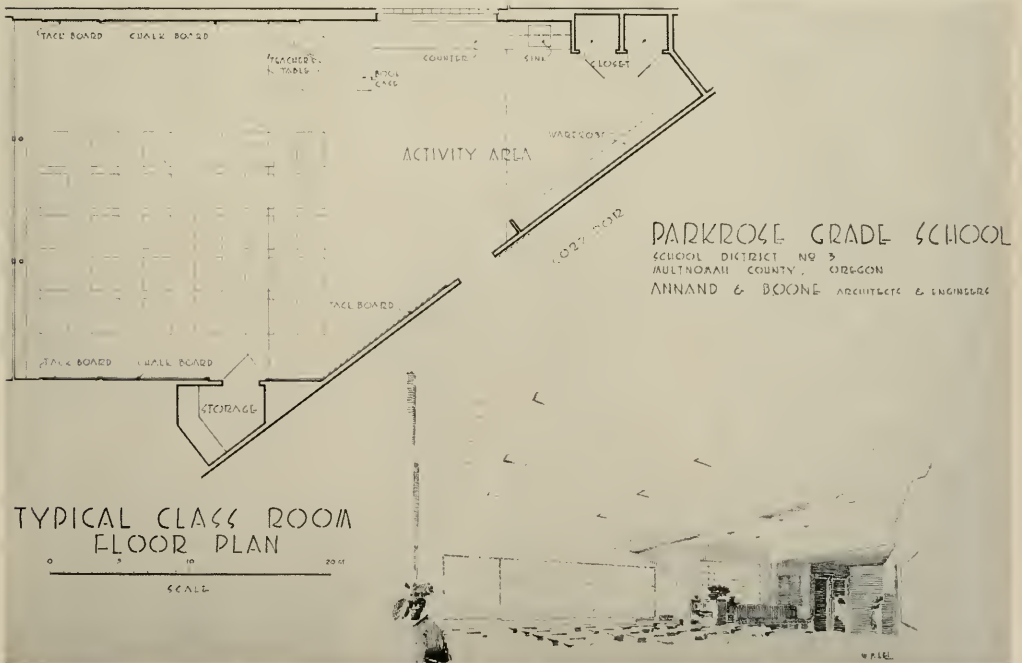 TACK BOARD
CHALK BOARD
TEACHER'S
TABLE
BOOK
CASE
COUNTER
SINK
CLOSET
WARDROBE
ACTIVITY AREA
CORRIDOR
PARKROSE GRADE SCHOOL
SCHOOL DISTRICT NO 3
MULTNOMAH COUNTY, OREGON
ANNAND & BOONE ARCHITECTS & ENGINEERS
TACK BOARD
TACK BOARD
CHALK BOARD
STORAGE
TYPICAL CLASS ROOM
FLOOR PLAN
0 5 10 20
SCALE